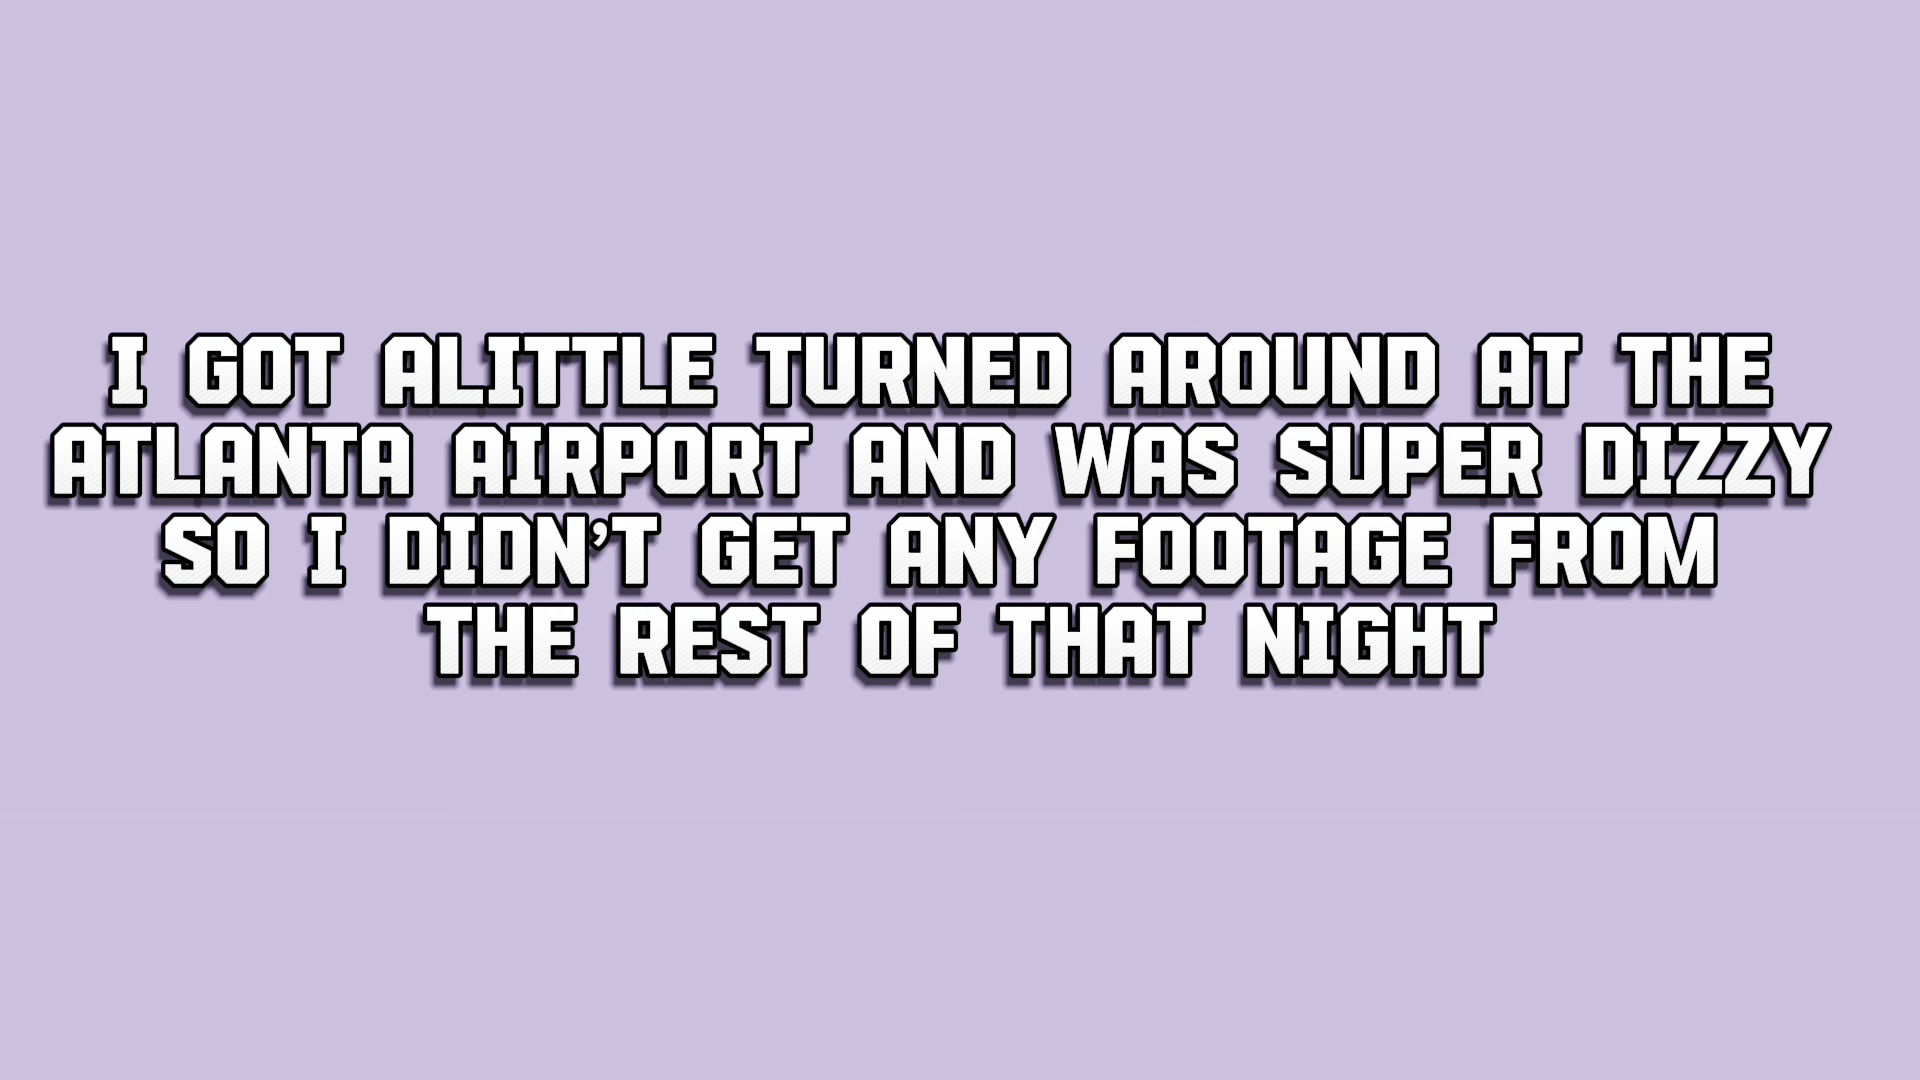 I GOT ALITTLE TURNED AROUND AT THE
ATLANTA AIRPORT AND WAS SUPER DIZZY
SO I DIDN’T GET ANY FOOTAGE FROM
THE REST OF THAT NIGHT